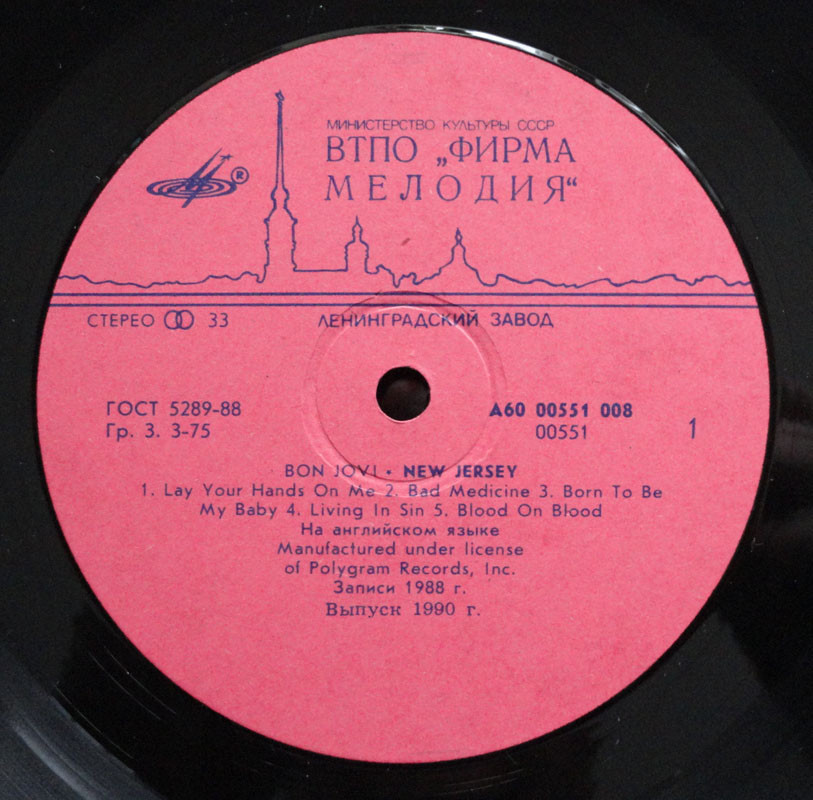 МИНИСТЕРСТВО КУЛЬТУРЫ СССР
ВТПО „ФИРМА
МЕЛОДИЯ“
®
СТЕРЕО 33
ЛЕНИНГРАДСКИЙ ЗАВОД
ГОСТ 5289-88
Гр. 3. 3-75
А60 00551 008
00551
1
BON JOVI • NEW JERSEY
1. Lay Your Hands On Me 2. Bad Medicine 3. Born To Be
My Baby 4. Living In Sin 5. Blood On Blood
На английском языке
Manufactured under license
of Polygram Records, Inc.
Записи 1988 г.
Выпуск 1990 г.